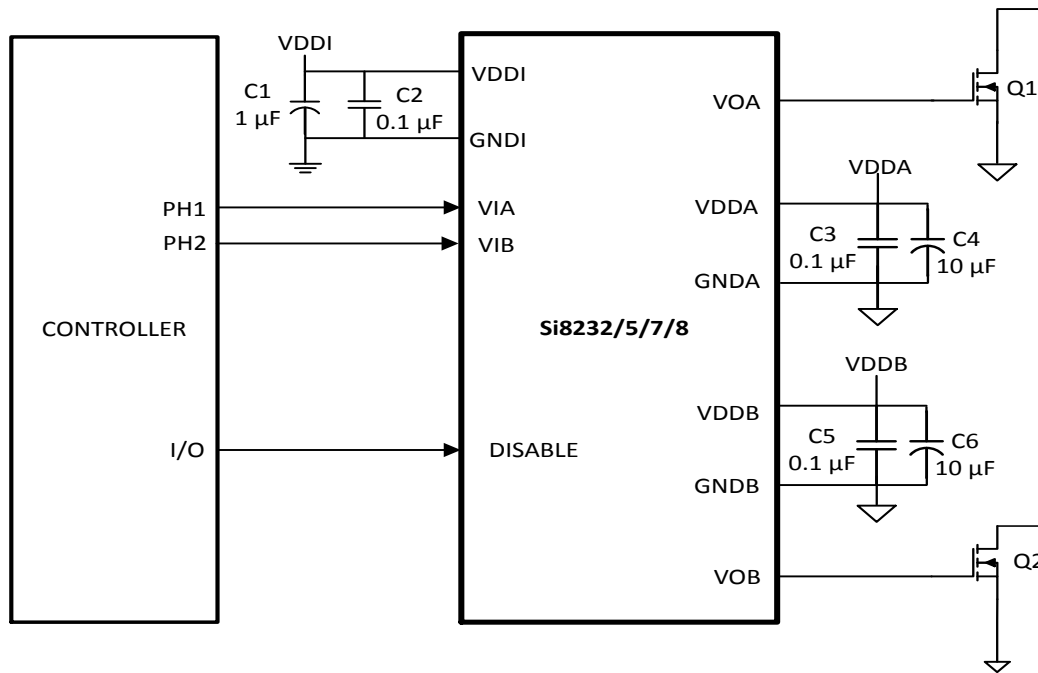 VDDI
C1
1 µF
C2
0.1 µF
VDDI
GNDI
VOA
Q1
PH1
VIA
PH2
VIB
VDDA
VDDA
C3
0.1 µF
C4
10 µF
GNDA
CONTROLLER
Si8232/5/7/8
VDDB
VDDB
C5
0.1 µF
C6
10 µF
I/O
DISABLE
GNDB
VOB
Q2